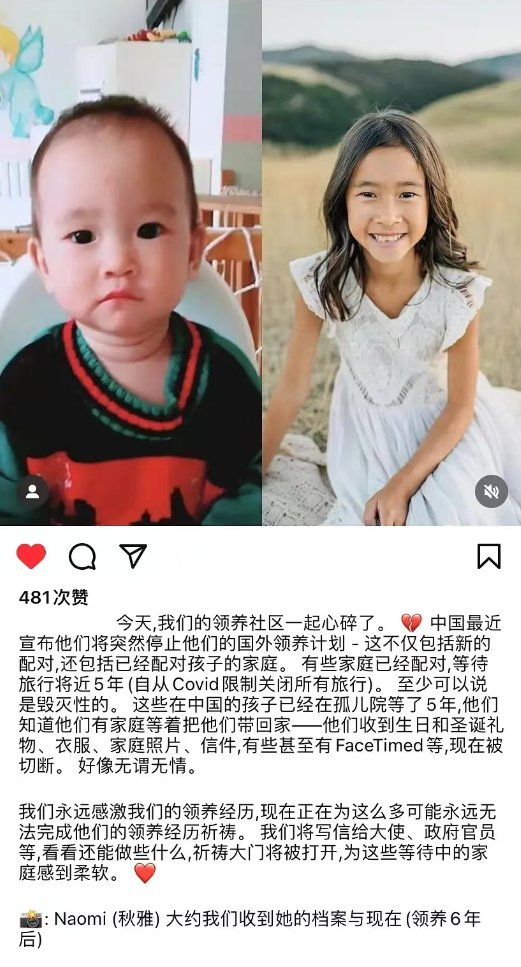 481次赞
今天,我们的领养社区一起心碎了。 💔 中国最近
宣布他们将突然停止他们的国外领养计划 - 这不仅包括新的
配对,还包括已经配对孩子的家庭。 有些家庭已经配对,等待
旅行将近5年(自从Covid限制关闭所有旅行)。 至少可以说
是毁灭性的。 这些在中国的孩子已经在孤儿院等了5年,他们
知道他们有家庭等着把他们带回家——他们收到生日和圣诞礼
物、衣服、家庭照片、信件,有些甚至有FaceTimed等,现在被
切断。 好像无谓无情。
我们永远感激我们的领养经历,现在正在为这么多可能永远无
法完成他们的领养经历祈祷。 我们将写信给大使、政府官员
等,看看还能做些什么,祈祷大门将被打开,为这些等待中的家
庭感到柔软。 ❤️
📸: Naomi (秋雅) 大约我们收到她的档案与现在(领养6年
后)